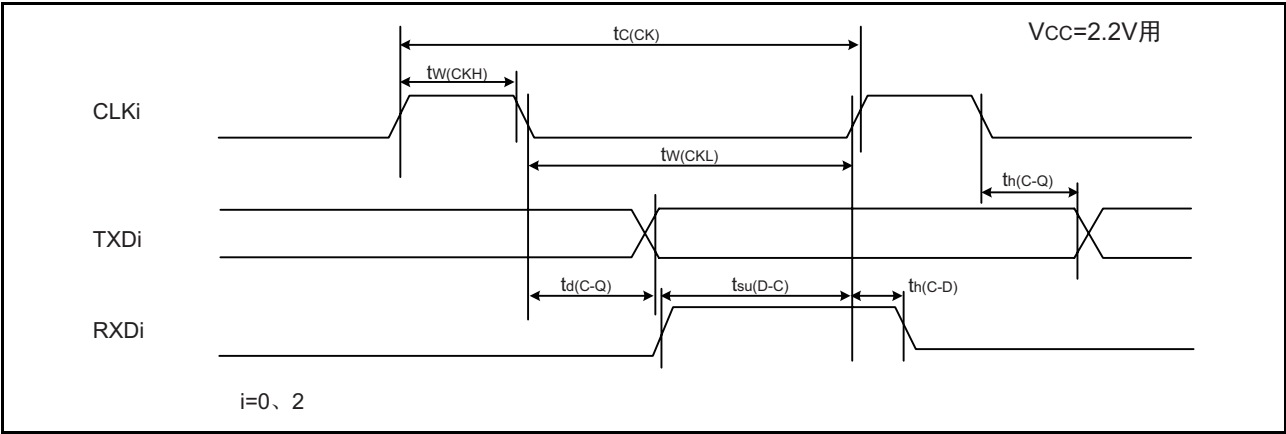 tC(CK)
VCC=2.2V用
tW(CKH)
CLKi
tW(CKL)
th(C-Q)
TXDi
td(C-Q)
tsu(D-C)
th(C-D)
RXDi
i=0、2